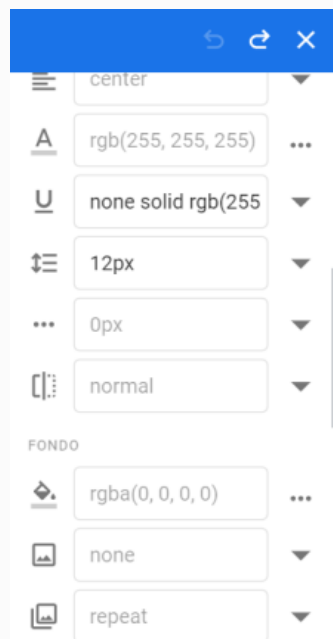 center
rgb(255, 255, 255)
none solid rgb(255
12px
0px
normal
FONDO
rgba(0, 0, 0, 0)
none
repeat